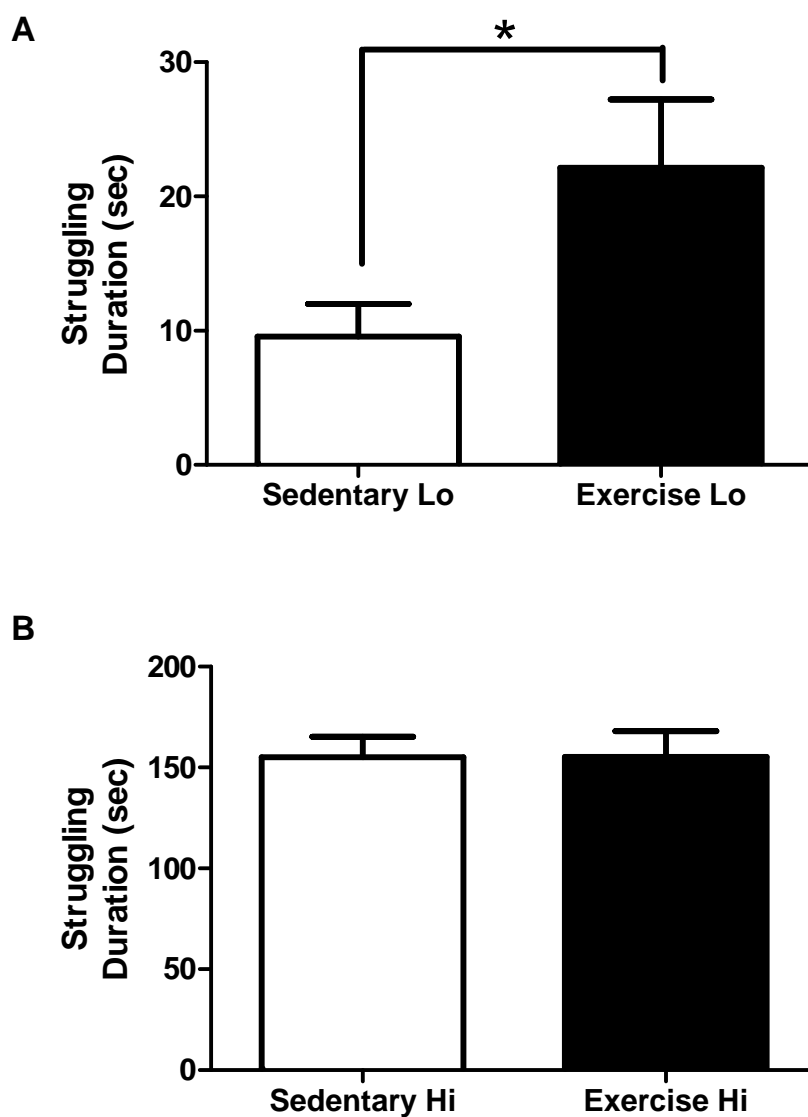 A
*
30
20
10
0
Struggling
Duration (sec)
Sedentary Lo
Exercise Lo
B
200
150
100
50
0
Struggling
Duration (sec)
Sedentary Hi
Exercise Hi